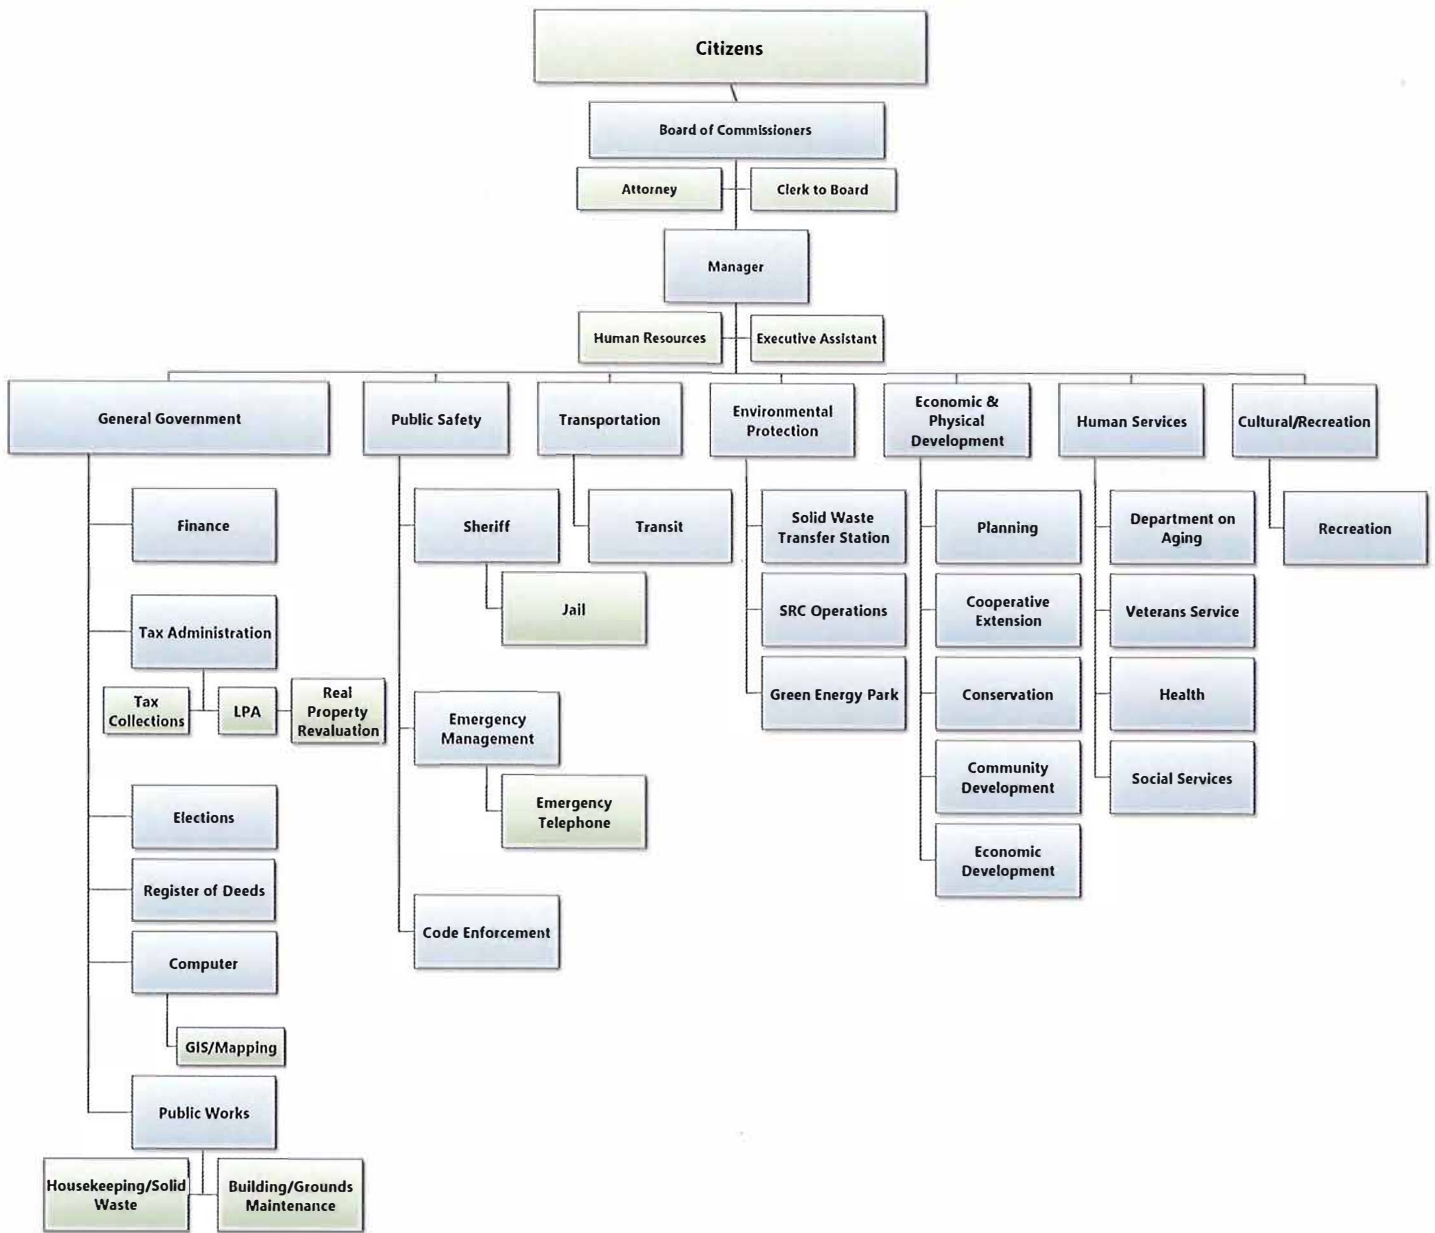 Citizens
Board of Commissioners
Attorney
Clerk to Board
Manager
Human Resources
Executive Assistant
General Government
Public Safety
Transportation
Environmental
Protection
Economic &
Physical
Development
Human Services
Cultural/Recreation
Finance
Tax Administration
Tax
Collections
LPA
Real
Property
Revaluation
Elections
Register of Deeds
Computer
GIS/Mapping
Public Works
Housekeeping/Solid
Waste
Building/Grounds
Maintenance
Sheriff
Jail
Emergency
Management
Emergency
Telephone
Code Enforcement
Transit
Solid Waste
Transfer Station
SRC Operations
Green Energy Park
Planning
Cooperative
Extension
Conservation
Community
Development
Economic
Development
Department on
Aging
Veterans Service
Health
Social Services
Recreation